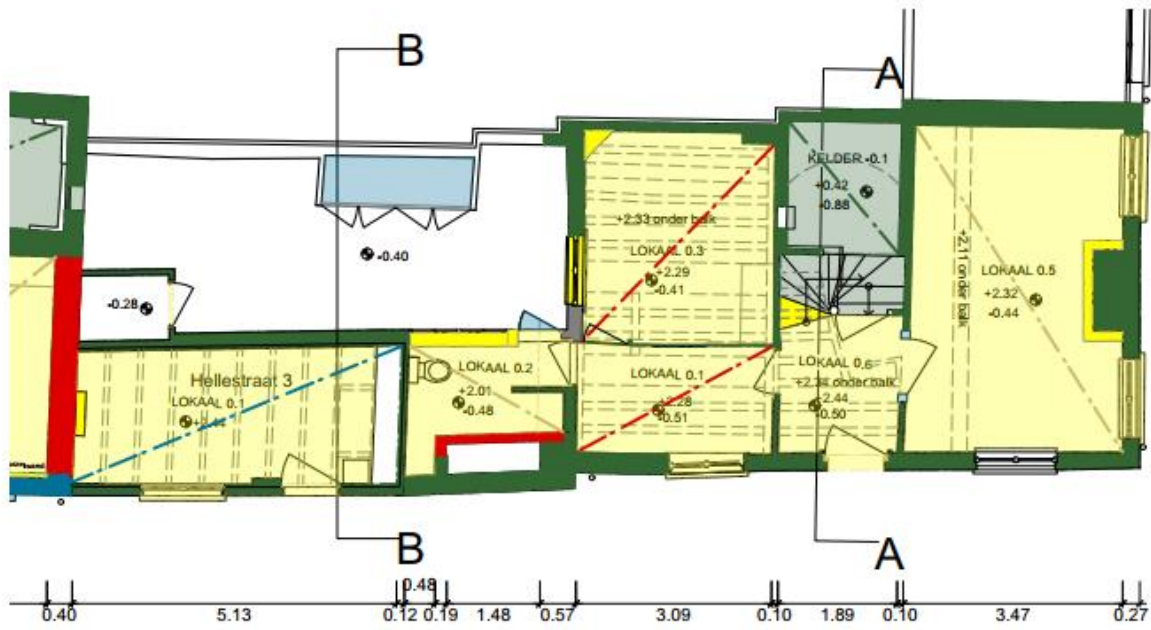 B
A
KELDER -0.1
+0.42
-0.88
+2.33 onder balk
-0.40
LOKAAL 0.3
+2.29
-0.41
+2.11 onder balk
LOKAAL 0.5
+2.32
-0.44
-0.28
LOKAAL 0.2
+2.01
-0.48
LOKAAL 0.1
+2.28
-0.51
LOKAAL 0.6
onder balk
-2.44
-0.50
Hellestraat 3
LOKAAL 0.1
B
A
0.40
5.13
0.12
0.48
0.19
1.48
0.57
3.09
0.10
1.89
0.10
3.47
0.27